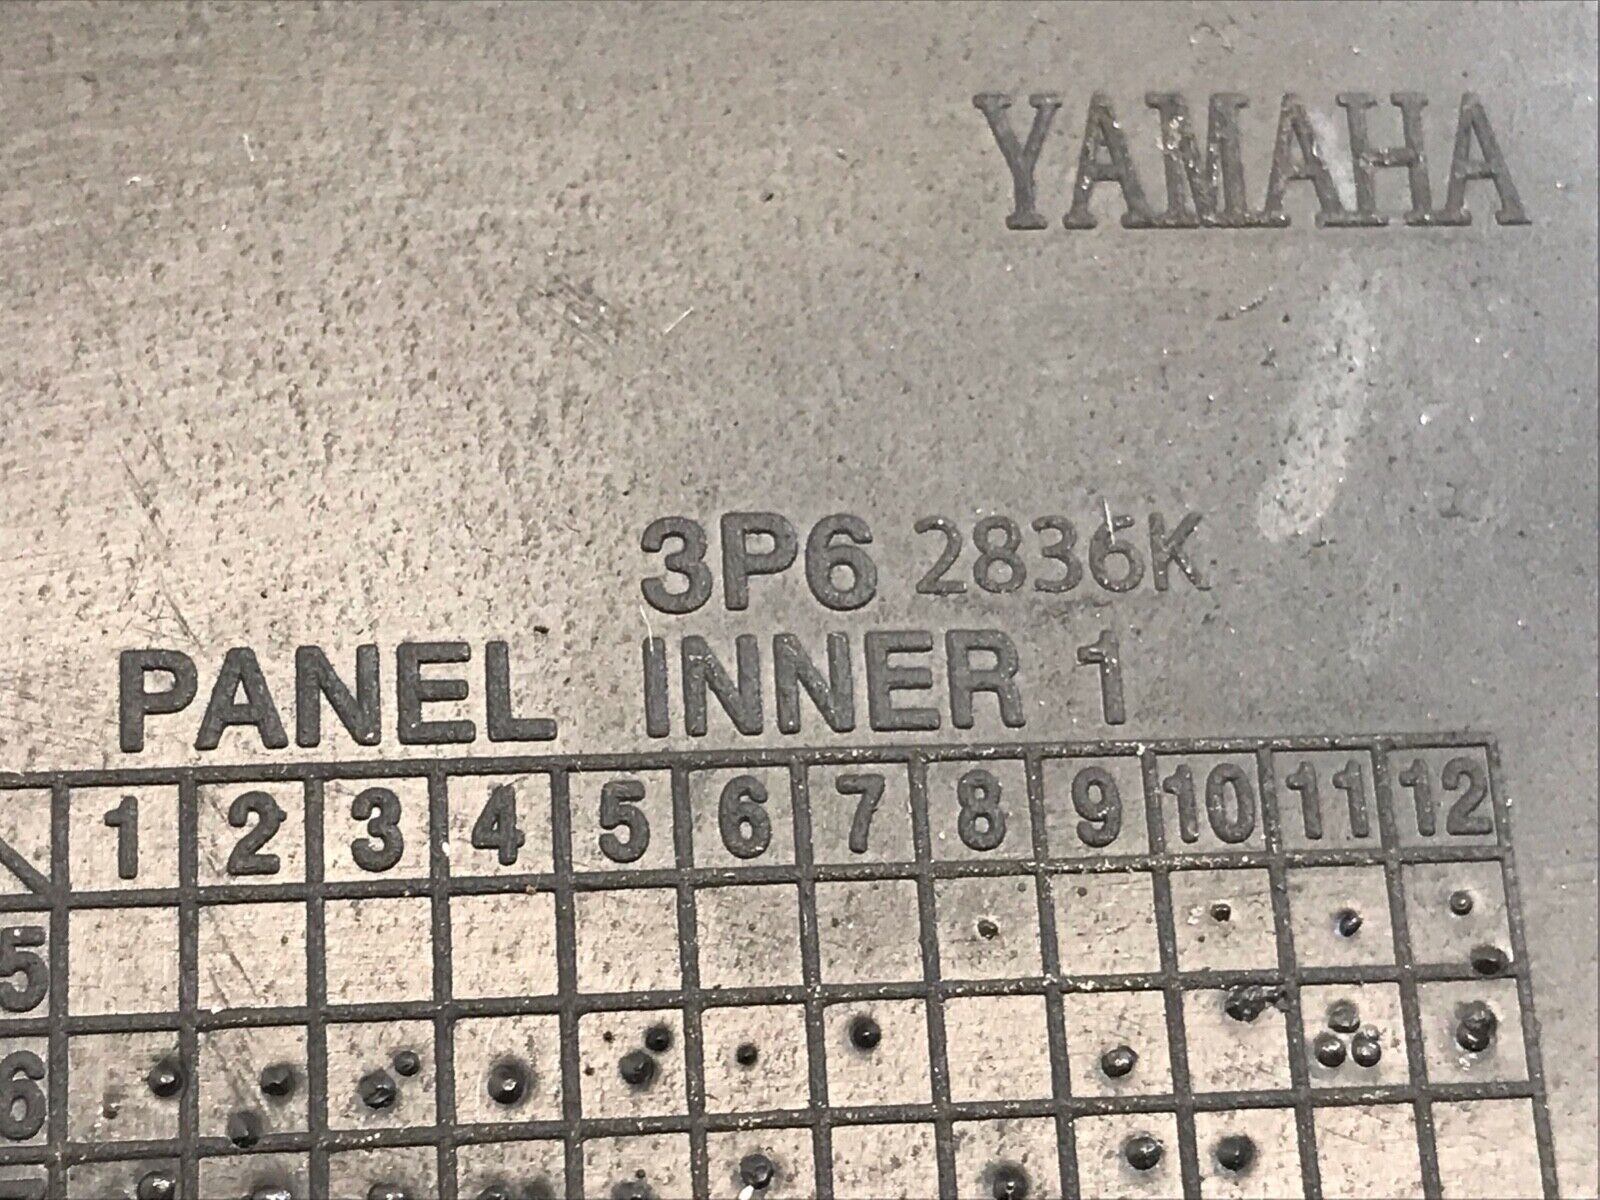 YAMAHA
3P6 2836K
PANEL INNER 1
1 2 3 4 5 6 7 8 9 10 11 12
5
6